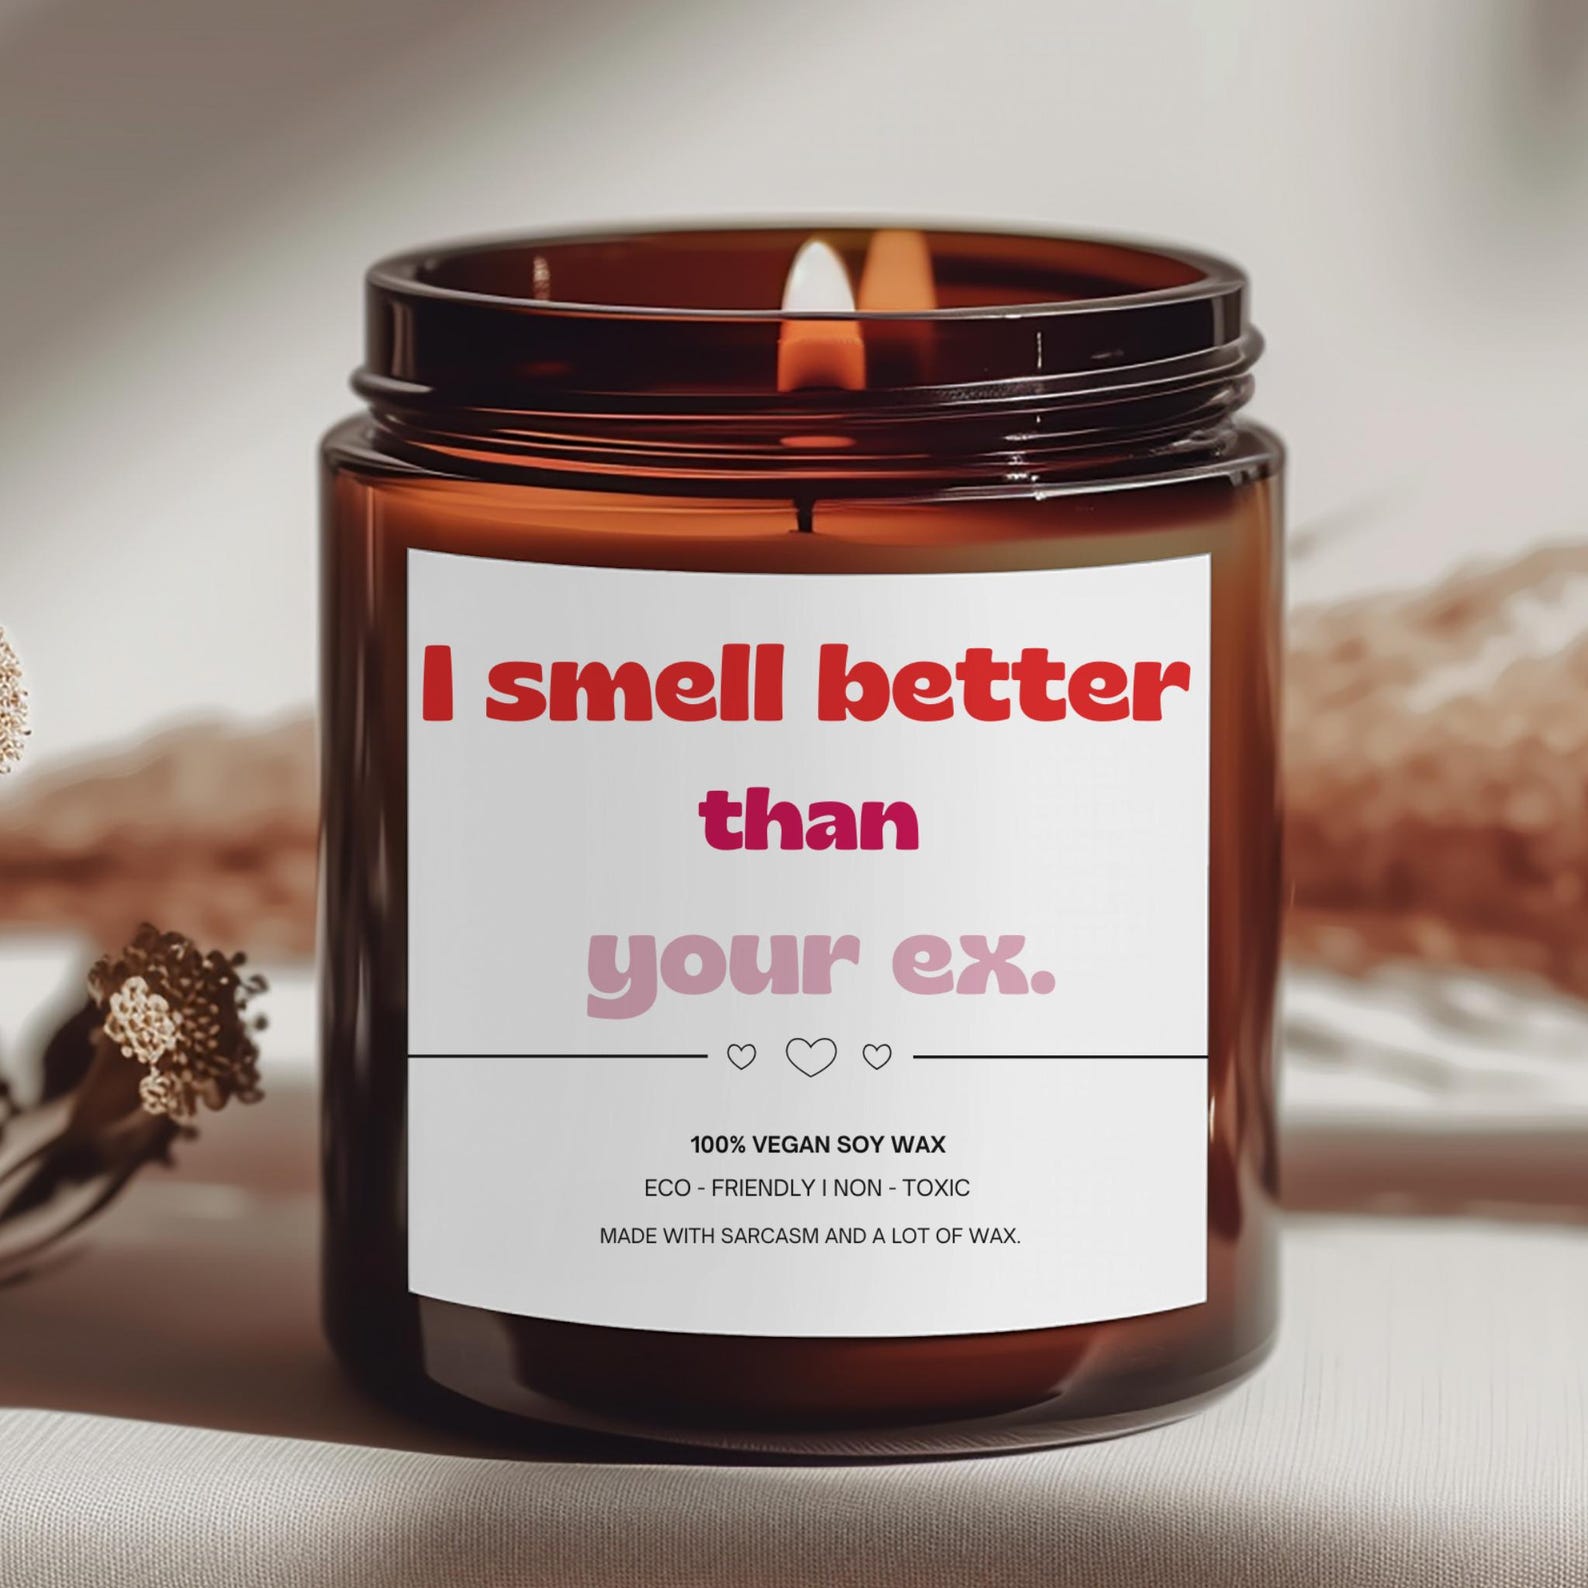 I smell better
than
your ex.
100% VEGAN SOY WAX
ECO - FRIENDLY I NON - TOXIC
MADE WITH SARCASM AND A LOT OF WAX.